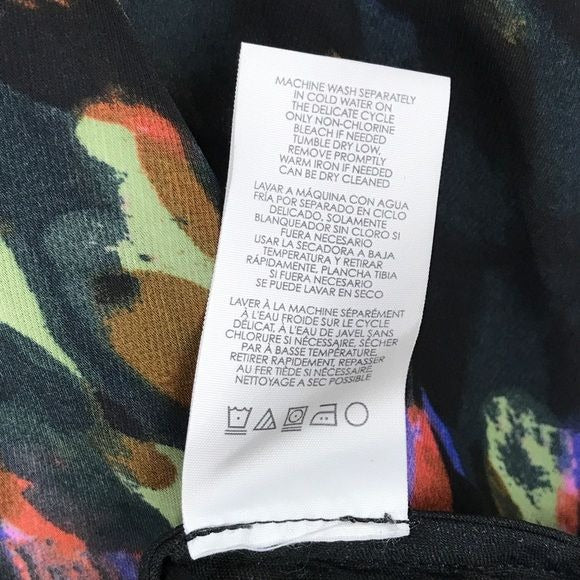 MACHINE WASH SEPARATELY
IN COLD WATER ON
THE DELICATE CYCLE
ONLY NON-CHLORINE
BLEACH IF NEEDED
TUMBLE DRY LOW,
REMOVE PROMPTLY
WARM IRON IF NEEDED
CAN BE DRY CLEANED
LAVAR A MÁQUINA CON AGUA
FRÍA POR SEPARADO EN CICLO
DELICADO, SOLAMENTE
BLANQUEADOR SIN CLORO SI
FUERA NECESARIO
USAR LA SECADORA A BAJA
TEMPERATURA Y RETIRAR
RÁPIDAMENTE, PLANCHA TIBIA
SI FUERA NECESARIO
SE PUEDE LAVAR EN SECO
LAVER À LA MACHINE SÉPARÉMENT
À L'EAU FROIDE SUR LE CYCLE
DÉLICAT, À L'EAU DE JAVEL SANS
CHLORURE SI NÉCESSAIRE, SÉCHER
PAR À BASSE TEMPÉRATURE,
RETIRER RAPIDEMENT, REPASSER
AU FER TIÈDE SI NÉCESSAIRE,
NETTOYAGE A SEC POSSIBLE